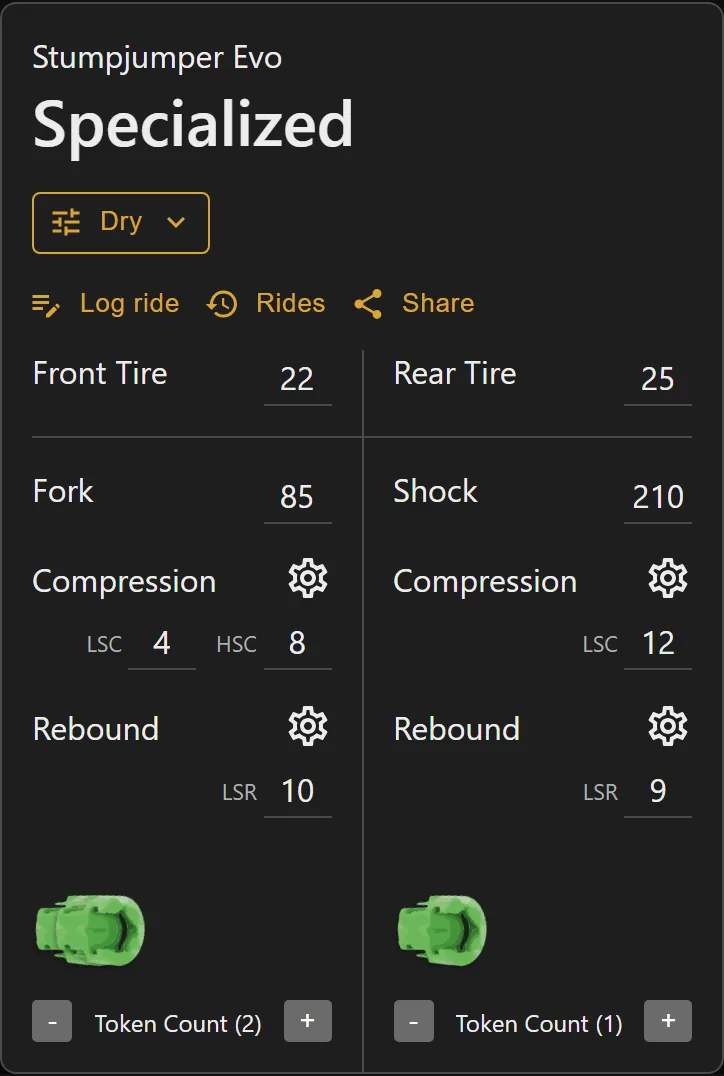 Stumpjumper Evo
Specialized
Dry
Log ride Rides Share
Front Tire 22 Rear Tire 25
Fork 85 Shock 210
Compression Compression
LSC 4 HSC 8 LSC 12
Rebound Rebound
LSR 10 LSR 9
- Token Count (2) + - Token Count (1) +